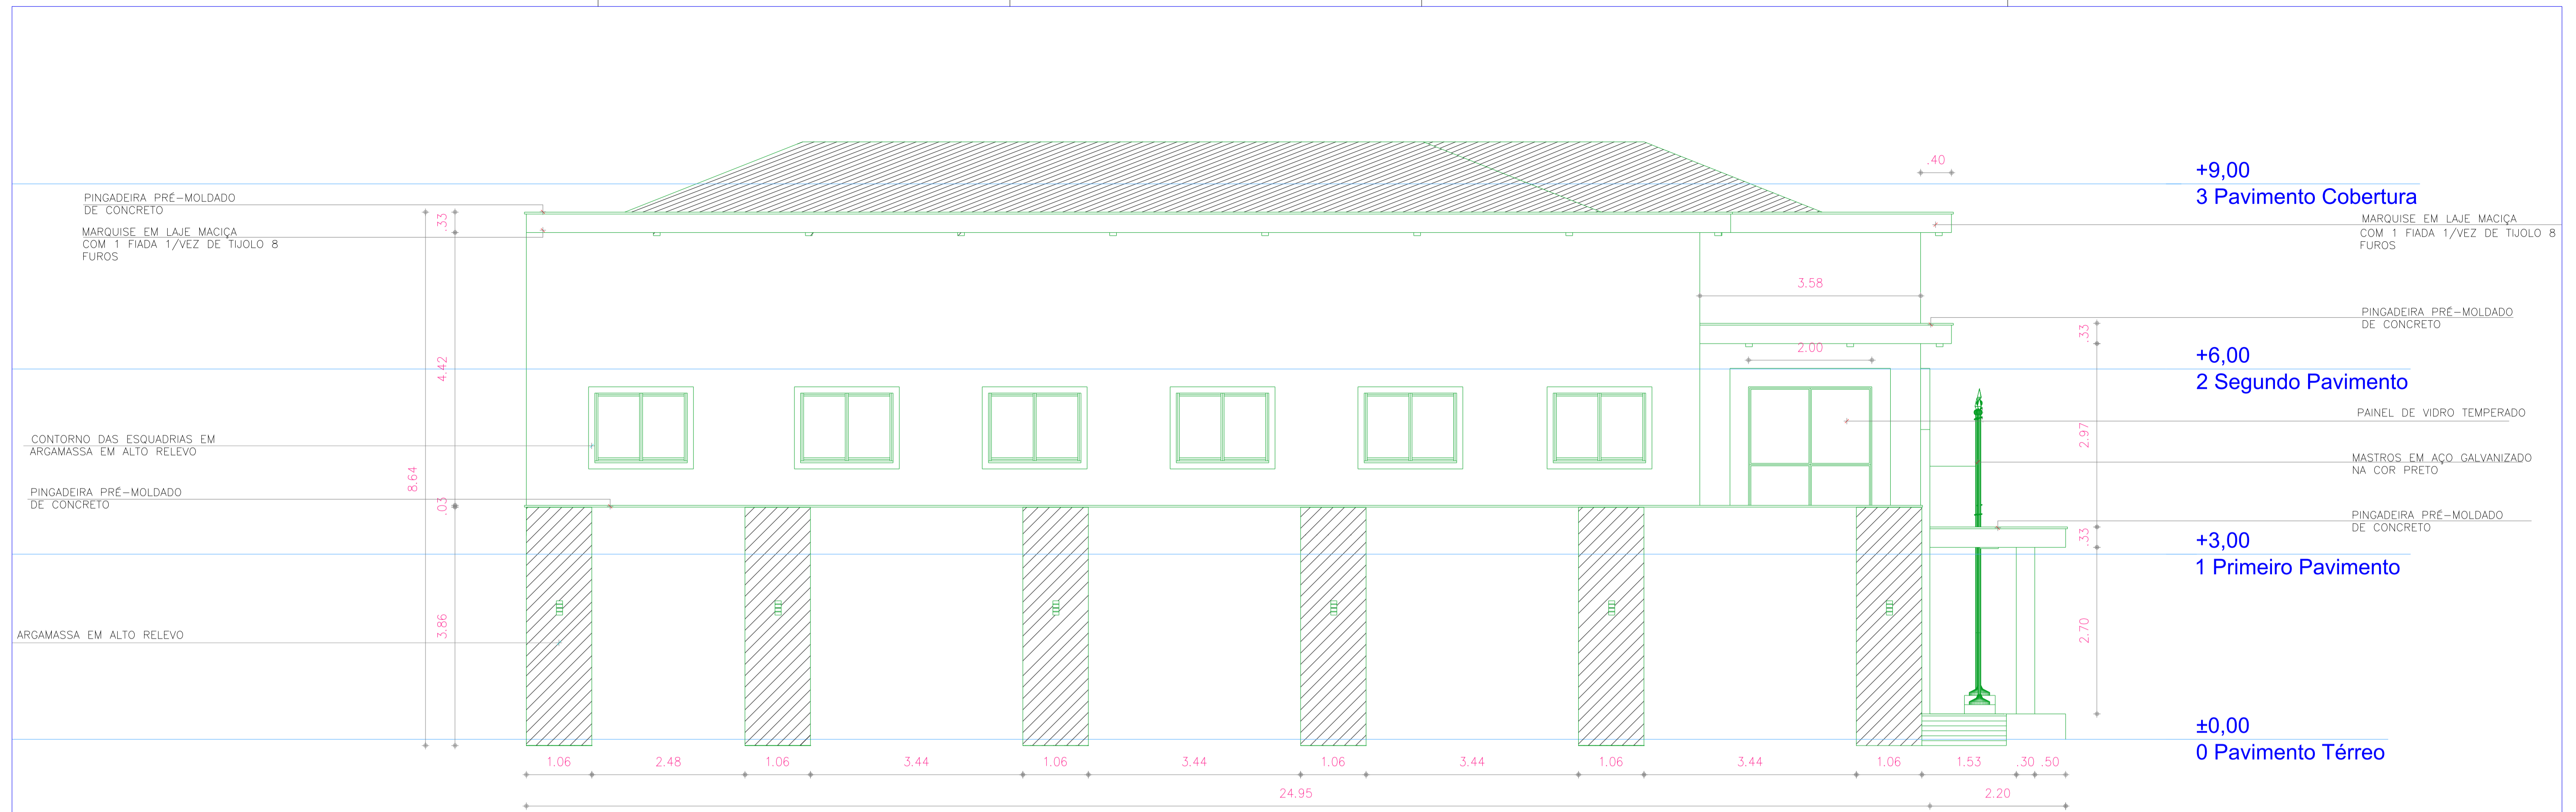 .40
+9,00
3 Pavimento Cobertura
PINGADEIRA PRÉ-MOLDADO
DE CONCRETO
MARQUISE EM LAJE MACIÇA
COM 1 FIADA 1/VEZ DE TIJOLO 8
FUROS
.33
MARQUISE EM LAJE MACIÇA
COM 1 FIADA 1/VEZ DE TIJOLO 8
FUROS
3.58
PINGADEIRA PRÉ-MOLDADO
DE CONCRETO
.33
2.00
+6,00
2 Segundo Pavimento
4.42
PAINEL DE VIDRO TEMPERADO
CONTORNO DAS ESQUADRIAS EM
ARGAMASSA EM ALTO RELEVO
2.97
MASTROS EM AÇO GALVANIZADO
NA COR PRETO
8.64
PINGADEIRA PRÉ-MOLDADO
DE CONCRETO
.03
PINGADEIRA PRÉ-MOLDADO
DE CONCRETO
.33
+3,00
1 Primeiro Pavimento
3.86
2.70
ARGAMASSA EM ALTO RELEVO
±0,00
0 Pavimento Térreo
1.06 2.48 1.06 3.44 1.06 3.44 1.06 3.44 1.06 3.44 1.06 1.53 .30 .50
24.95 2.20